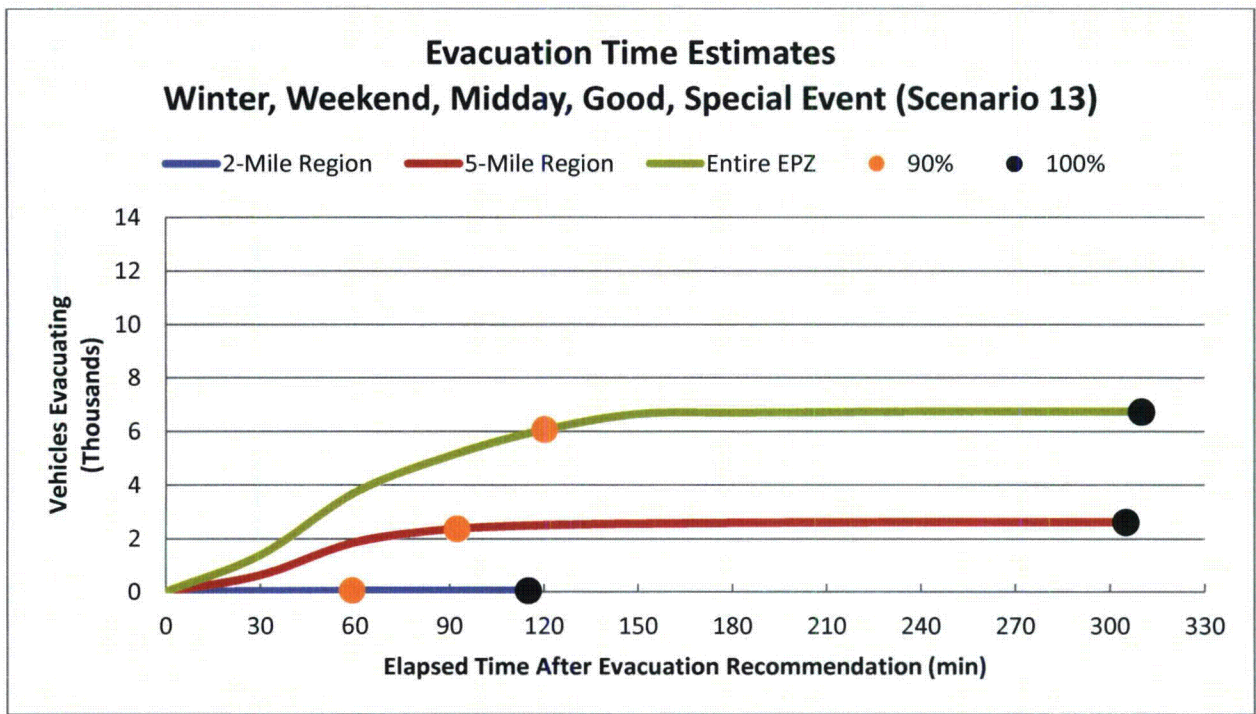 Evacuation Time Estimates
Winter, Weekend, Midday, Good, Special Event (Scenario 13)
2-Mile Region 5-Mile Region Entire EPZ 90% 100%
Vehicles Evacuating
(Thousands)
14
12
10
8
6
4
2
0
0 30 60 90 120 150 180 210 240 270 300 330
Elapsed Time After Evacuation Recommendation (min)